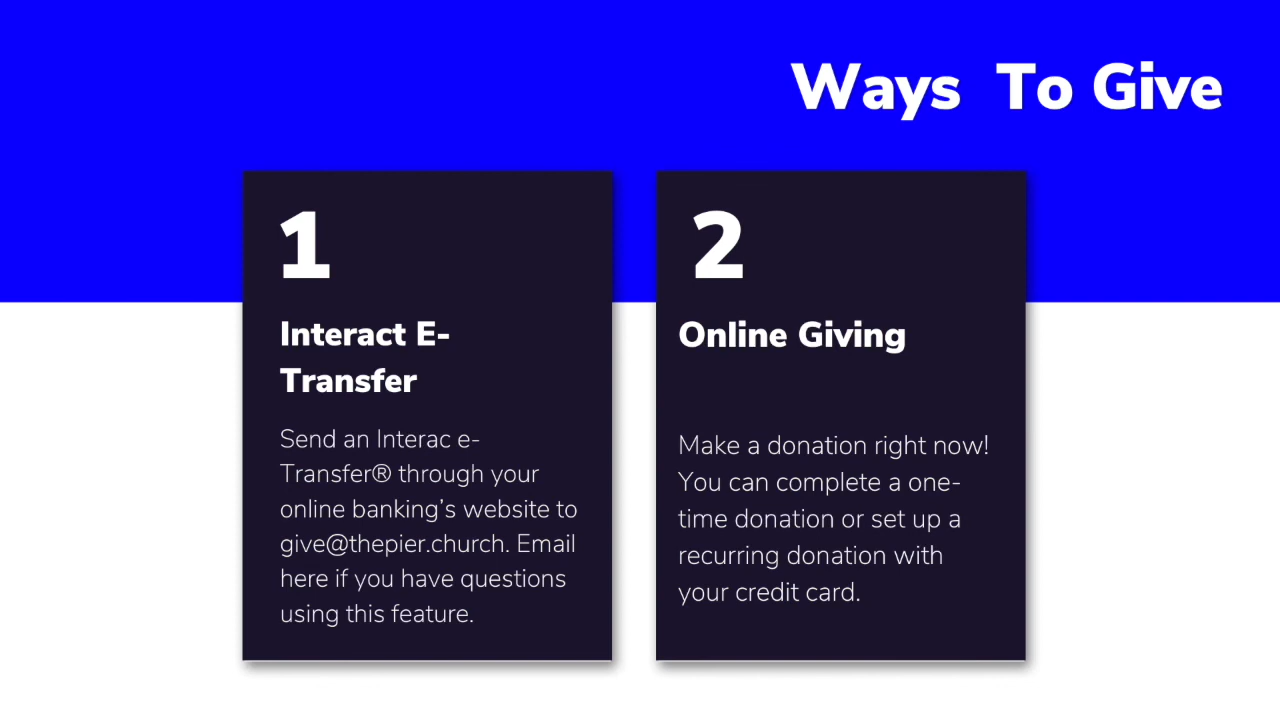 Ways To Give
1
Interact E-
Transfer
Send an Interac e-
Transfer® through your
online banking’s website to
give@thepier.church. Email
here if you have questions
using this feature.
2
Online Giving
Make a donation right now!
You can complete a one-
time donation or set up a
recurring donation with
your credit card.